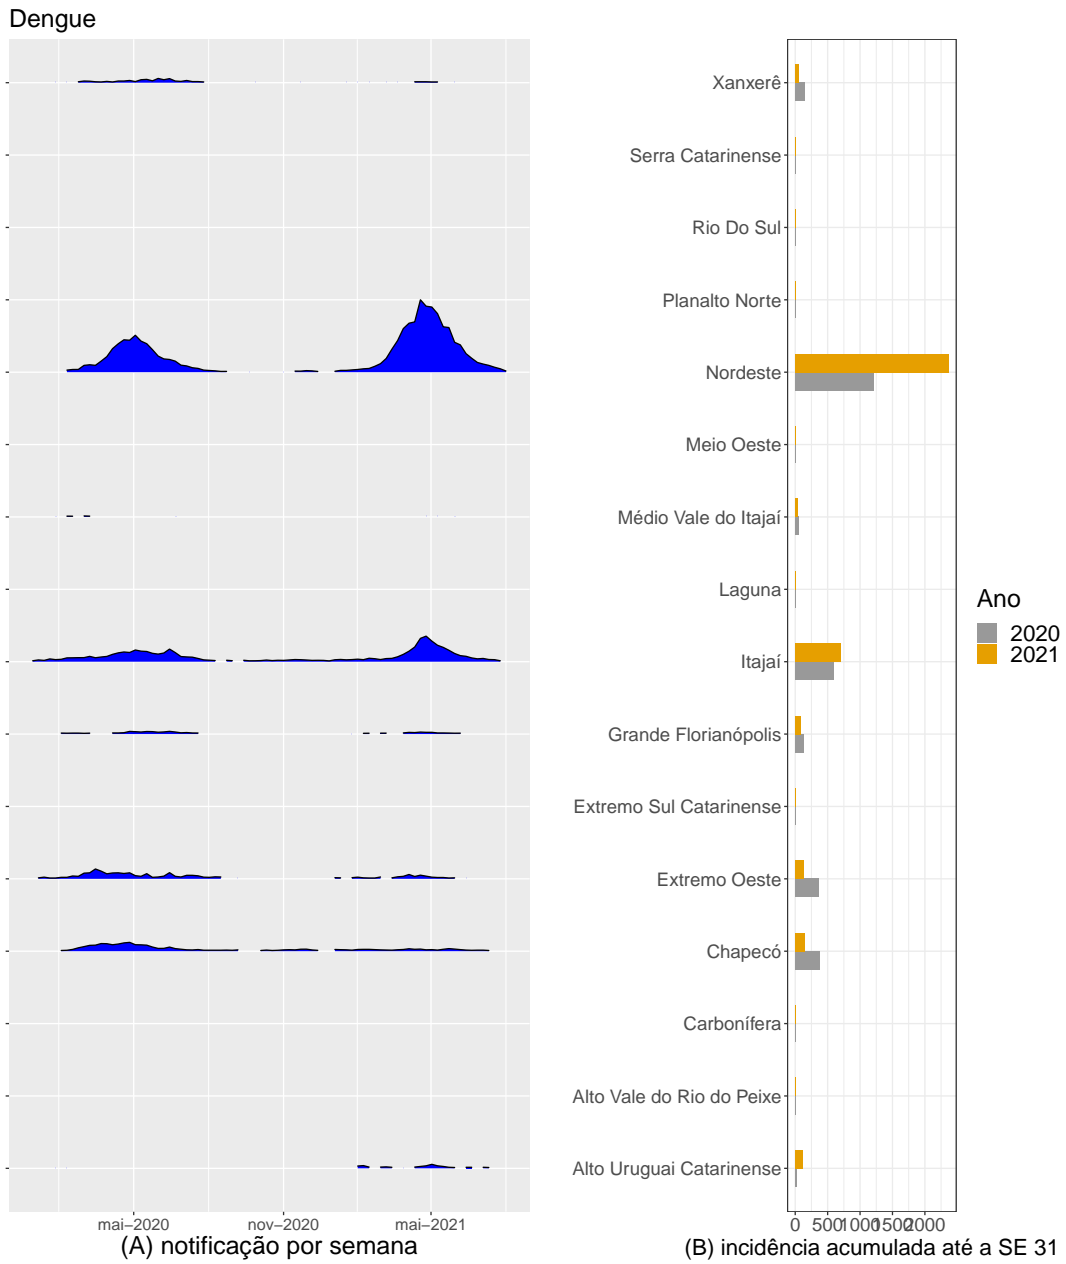 Dengue
Xanxerê
Serra Catarinense
Rio Do Sul
Planalto Norte
Nordeste
Meio Oeste
Médio Vale do Itajaí
Laguna
Itajaí
Grande Florianópolis
Extremo Sul Catarinense
Extremo Oeste
Chapecó
Carbonífera
Alto Vale do Rio do Peixe
Alto Uruguai Catarinense
Ano
2020
2021
mai–2020 nov–2020 mai–2021
(A) notificação por semana
0 500 1000 1500 2000
(B) incidência acumulada até a SE 31